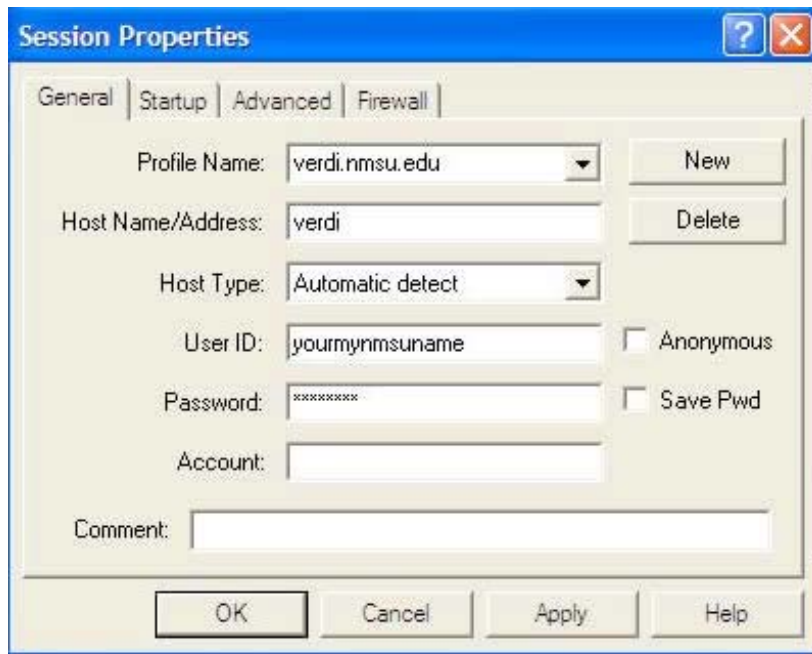 Session Properties
General Startup Advanced Firewall
Profile Name: verdi.nmsu.edu New
Host Name/Address: verdi Delete
Host Type: Automatic detect
User ID: yourmynmsuname Anonymous
Password: ******** Save Pwd
Account:
Comment:
OK Cancel Apply Help